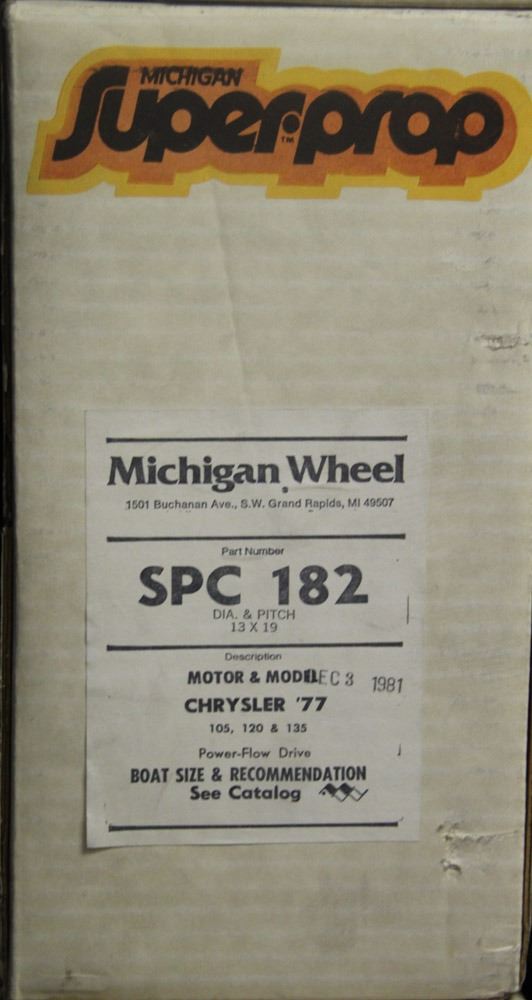 MICHIGAN
Super•prop
TM
Michigan Wheel
1501 Buchanan Ave., S.W. Grand Rapids, MI 49507
Part Number
SPC 182
DIA. & PITCH
13 X 19
Description
MOTOR & MODEL DEC 3 1981
CHRYSLER '77
105, 120 & 135
Power-Flow Drive
BOAT SIZE & RECOMMENDATION
See Catalog